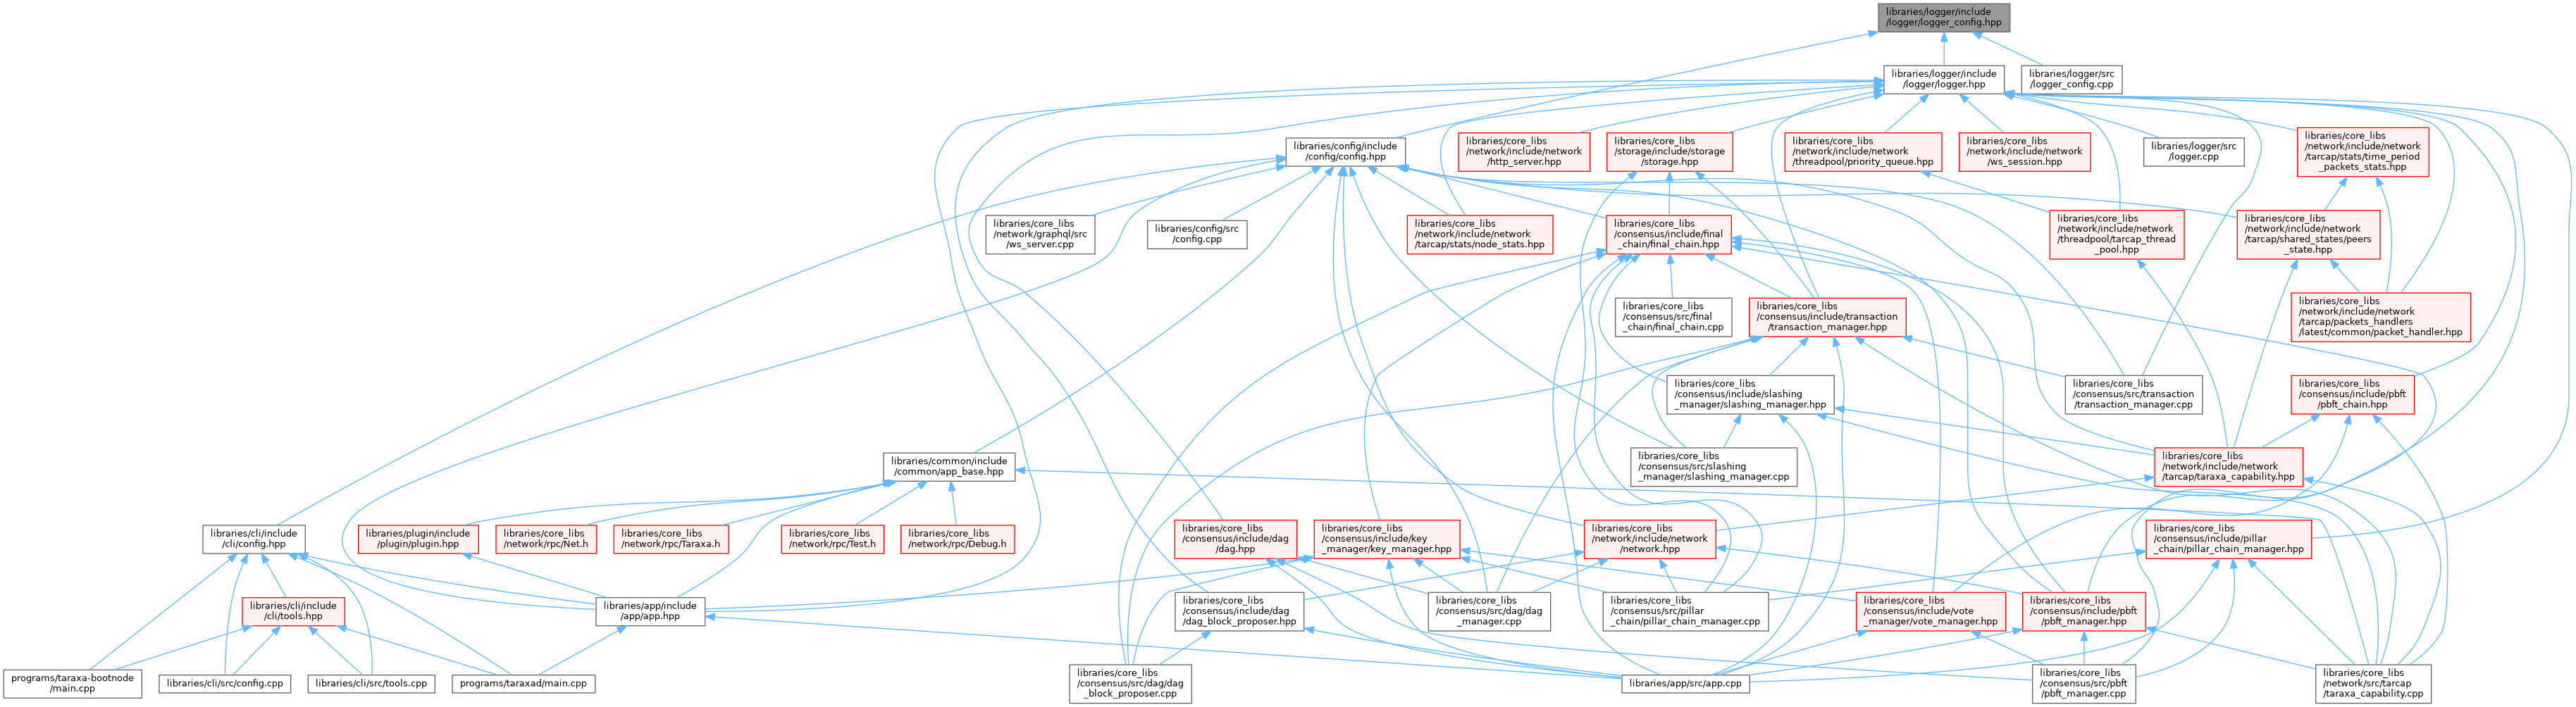 libraries/logger/include
/logger/logger_config.hpp
libraries/logger/include
/logger/logger.hpp
libraries/logger/src
/logger_config.cpp
libraries/config/include
/config/config.hpp
libraries/core_libs
/network/include/network
/http_server.hpp
libraries/core_libs
/storage/include/storage
/storage.hpp
libraries/core_libs
/network/include/network
/threadpool/priority_queue.hpp
libraries/core_libs
/network/include/network
/ws_session.hpp
libraries/logger/src
/logger.cpp
libraries/core_libs
/network/include/network
/tarcap/stats/time_period
_packets_stats.hpp
libraries/core_libs
/network/graphql/src
/ws_server.cpp
libraries/config/src
/config.cpp
libraries/core_libs
/network/include/network
/tarcap/stats/node_stats.hpp
libraries/core_libs
/consensus/include/final
_chain/final_chain.hpp
libraries/core_libs
/network/include/network
/threadpool/tarcap_thread
_pool.hpp
libraries/core_libs
/network/include/network
/tarcap/shared_states/peers
_state.hpp
libraries/core_libs
/consensus/src/final
_chain/final_chain.cpp
libraries/core_libs
/consensus/include/transaction
/transaction_manager.hpp
libraries/core_libs
/network/include/network
/tarcap/packets_handlers
/latest/common/packet_handler.hpp
libraries/core_libs
/consensus/include/slashing
_manager/slashing_manager.hpp
libraries/core_libs
/consensus/src/transaction
/transaction_manager.cpp
libraries/core_libs
/consensus/include/pbft
/pbft_chain.hpp
libraries/common/include
/common/app_base.hpp
libraries/core_libs
/consensus/src/slashing
_manager/slashing_manager.cpp
libraries/core_libs
/network/include/network
/tarcap/taraxa_capability.hpp
libraries/cli/include
/cli/config.hpp
libraries/plugin/include
/plugin/plugin.hpp
libraries/core_libs
/network/rpc/Net.h
libraries/core_libs
/network/rpc/Taraxa.h
libraries/core_libs
/network/rpc/Test.h
libraries/core_libs
/network/rpc/Debug.h
libraries/core_libs
/consensus/include/dag
/dag.hpp
libraries/core_libs
/consensus/include/key
_manager/key_manager.hpp
libraries/core_libs
/network/include/network
/network.hpp
libraries/core_libs
/consensus/include/pillar
_chain/pillar_chain_manager.hpp
libraries/cli/include
/cli/tools.hpp
libraries/app/include
/app/app.hpp
libraries/core_libs
/consensus/include/dag
/dag_block_proposer.hpp
libraries/core_libs
/consensus/src/dag/dag
_manager.cpp
libraries/core_libs
/consensus/src/pillar
_chain/pillar_chain_manager.cpp
libraries/core_libs
/consensus/include/vote
_manager/vote_manager.hpp
libraries/core_libs
/consensus/include/pbft
/pbft_manager.hpp
programs/taraxa-bootnode
/main.cpp
libraries/cli/src/config.cpp
libraries/cli/src/tools.cpp
programs/taraxad/main.cpp
libraries/core_libs
/consensus/src/dag/dag
_block_proposer.cpp
libraries/app/src/app.cpp
libraries/core_libs
/consensus/src/pbft
/pbft_manager.cpp
libraries/core_libs
/network/src/tarcap
/taraxa_capability.cpp